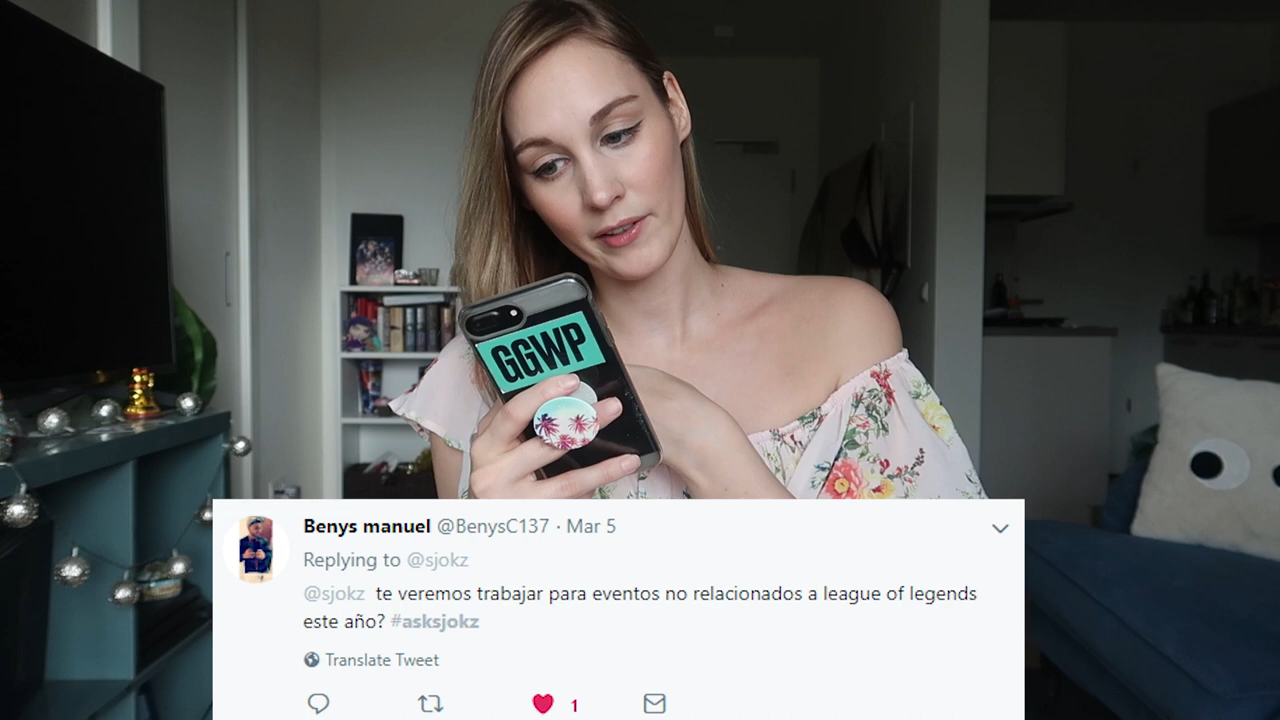 GGWP
Benys manuel @BenysC137 · Mar 5
Replying to @sjokz
@sjokz te veremos trabajar para eventos no relacionados a league of legends
este año? #asksjokz
Translate Tweet
1